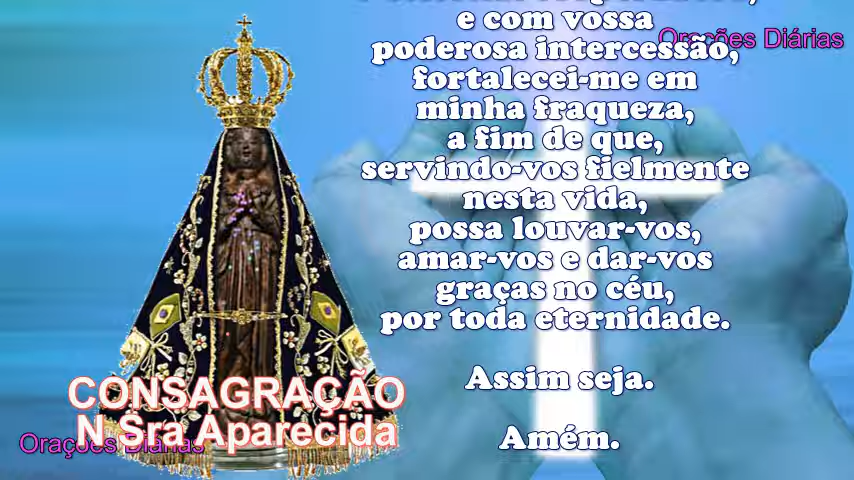 e com vossa
Orações Diárias
poderosa intercessão,
fortalecei-me em
minha fraqueza,
a fim de que,
servindo-vos fielmente
nesta vida,
possa louvar-vos,
amar-vos e dar-vos
graças no céu,
por toda eternidade.
Assim seja.
Amém.
CONSAGRAÇÃO
N Sra Aparecida
Orações Diárias